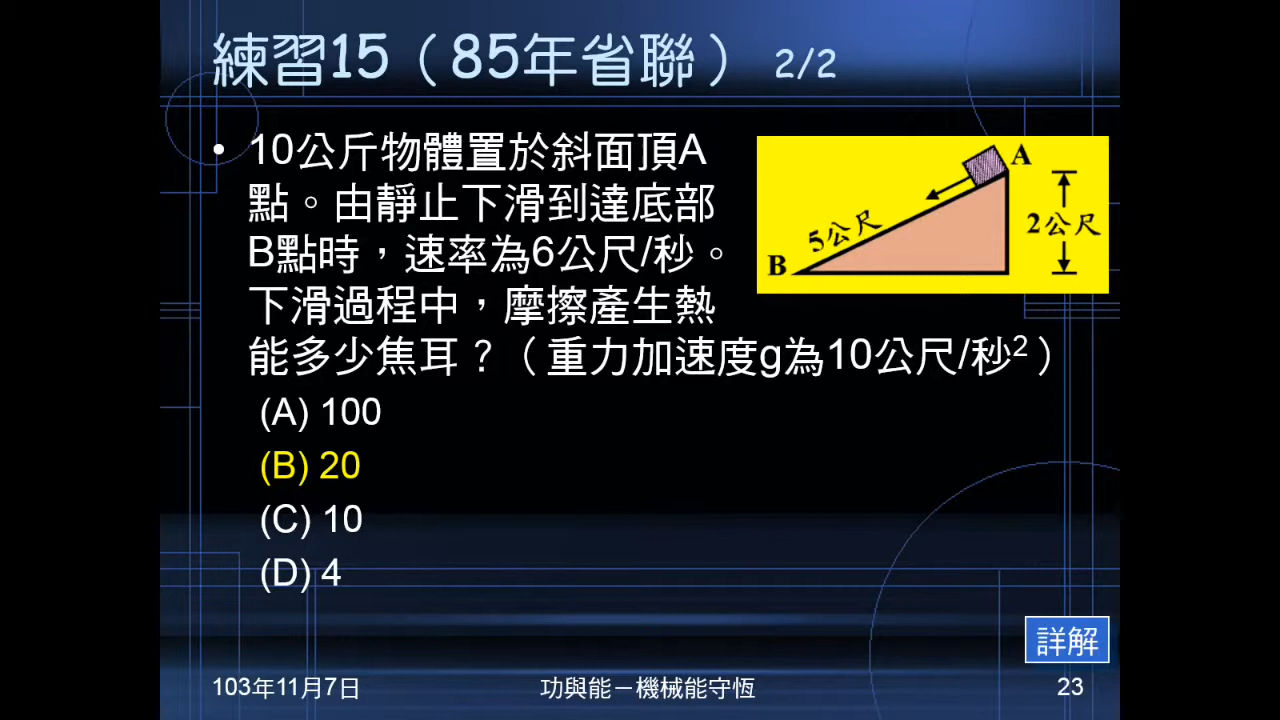 練習15（85年省聯） 2/2
• 10公斤物體置於斜面頂A
點。由靜止下滑到達底部
B點時，速率為6公尺/秒。
下滑過程中，摩擦產生熱
能多少焦耳？（重力加速度g為10公尺/秒²）
A
5公尺
2公尺
B
(A) 100
(B) 20
(C) 10
(D) 4
詳解
103年11月7日
功與能－機械能守恆
23